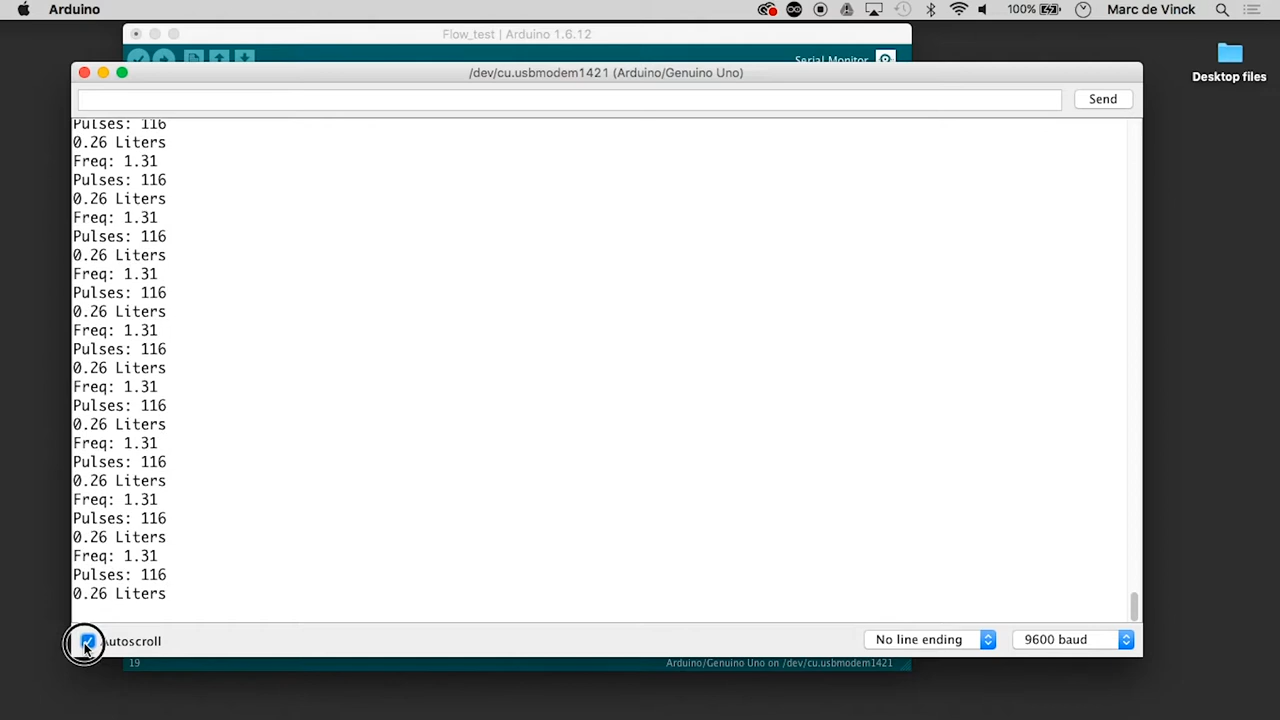 Arduino
100%
Marc de Vinck
Flow_test | Arduino 1.6.12
Serial Monitor
Desktop files
/dev/cu.usbmodem1421 (Arduino/Genuino Uno)
Send
Pulses: 116
0.26 Liters
Freq: 1.31
Pulses: 116
0.26 Liters
Freq: 1.31
Pulses: 116
0.26 Liters
Freq: 1.31
Pulses: 116
0.26 Liters
Freq: 1.31
Pulses: 116
0.26 Liters
Freq: 1.31
Pulses: 116
0.26 Liters
Freq: 1.31
Pulses: 116
0.26 Liters
Freq: 1.31
Pulses: 116
0.26 Liters
Freq: 1.31
Pulses: 116
0.26 Liters
Autoscroll
No line ending
9600 baud
19
Arduino/Genuino Uno on /dev/cu.usbmodem1421